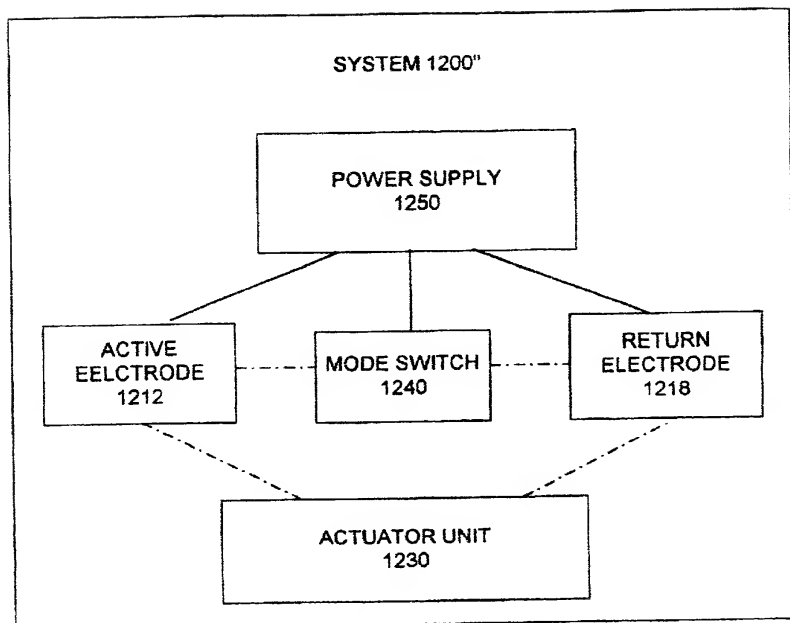 SYSTEM 1200"
POWER SUPPLY
1250
ACTIVE
EELCTRODE
1212
MODE SWITCH
1240
RETURN
ELECTRODE
1218
ACTUATOR UNIT
1230